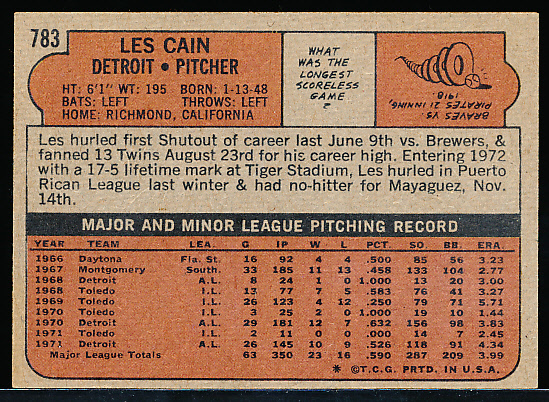 783
LES CAIN
DETROIT • PITCHER
HT: 6'1" WT: 195 BORN: 1-13-48
BATS: LEFT THROWS: LEFT
HOME: RICHMOND, CALIFORNIA
WHAT
WAS THE
LONGEST
SCORELESS
GAME
?
BRAVES VS
PIRATES 21 INNING,
1918.
Les hurled first Shutout of career last June 9th vs. Brewers, &
fanned 13 Twins August 23rd for his career high. Entering 1972
with a 17-5 lifetime mark at Tiger Stadium, Les hurled in Puerto
Rican League last winter & had no-hitter for Mayaguez, Nov.
14th.
MAJOR AND MINOR LEAGUE PITCHING RECORD
YEAR TEAM LEA. G IP W L PCT. SO. BB. ERA.
1966 Daytona Fla. St. 16 92 4 4 .500 85 56 3.23
1967 Montgomery South. 33 185 11 13 .458 133 104 2.77
1968 Detroit A.L. 8 24 1 0 1.000 13 20 3.00
1968 Toledo I.L. 13 77 7 5 .583 76 41 3.27
1969 Toledo I.L. 26 123 4 12 .250 79 71 5.71
1970 Toledo I.L. 3 25 2 0 1.000 19 10 1.44
1970 Detroit A.L. 29 181 12 7 .632 156 98 3.83
1971 Toledo I.L. 2 11 0 0 .000 14 7 2.45
1971 Detroit A.L. 26 145 10 9 .526 118 91 4.34
Major League Totals 63 350 23 16 .590 287 209 3.99
* ©T.C.G. PRTD. IN U.S.A.